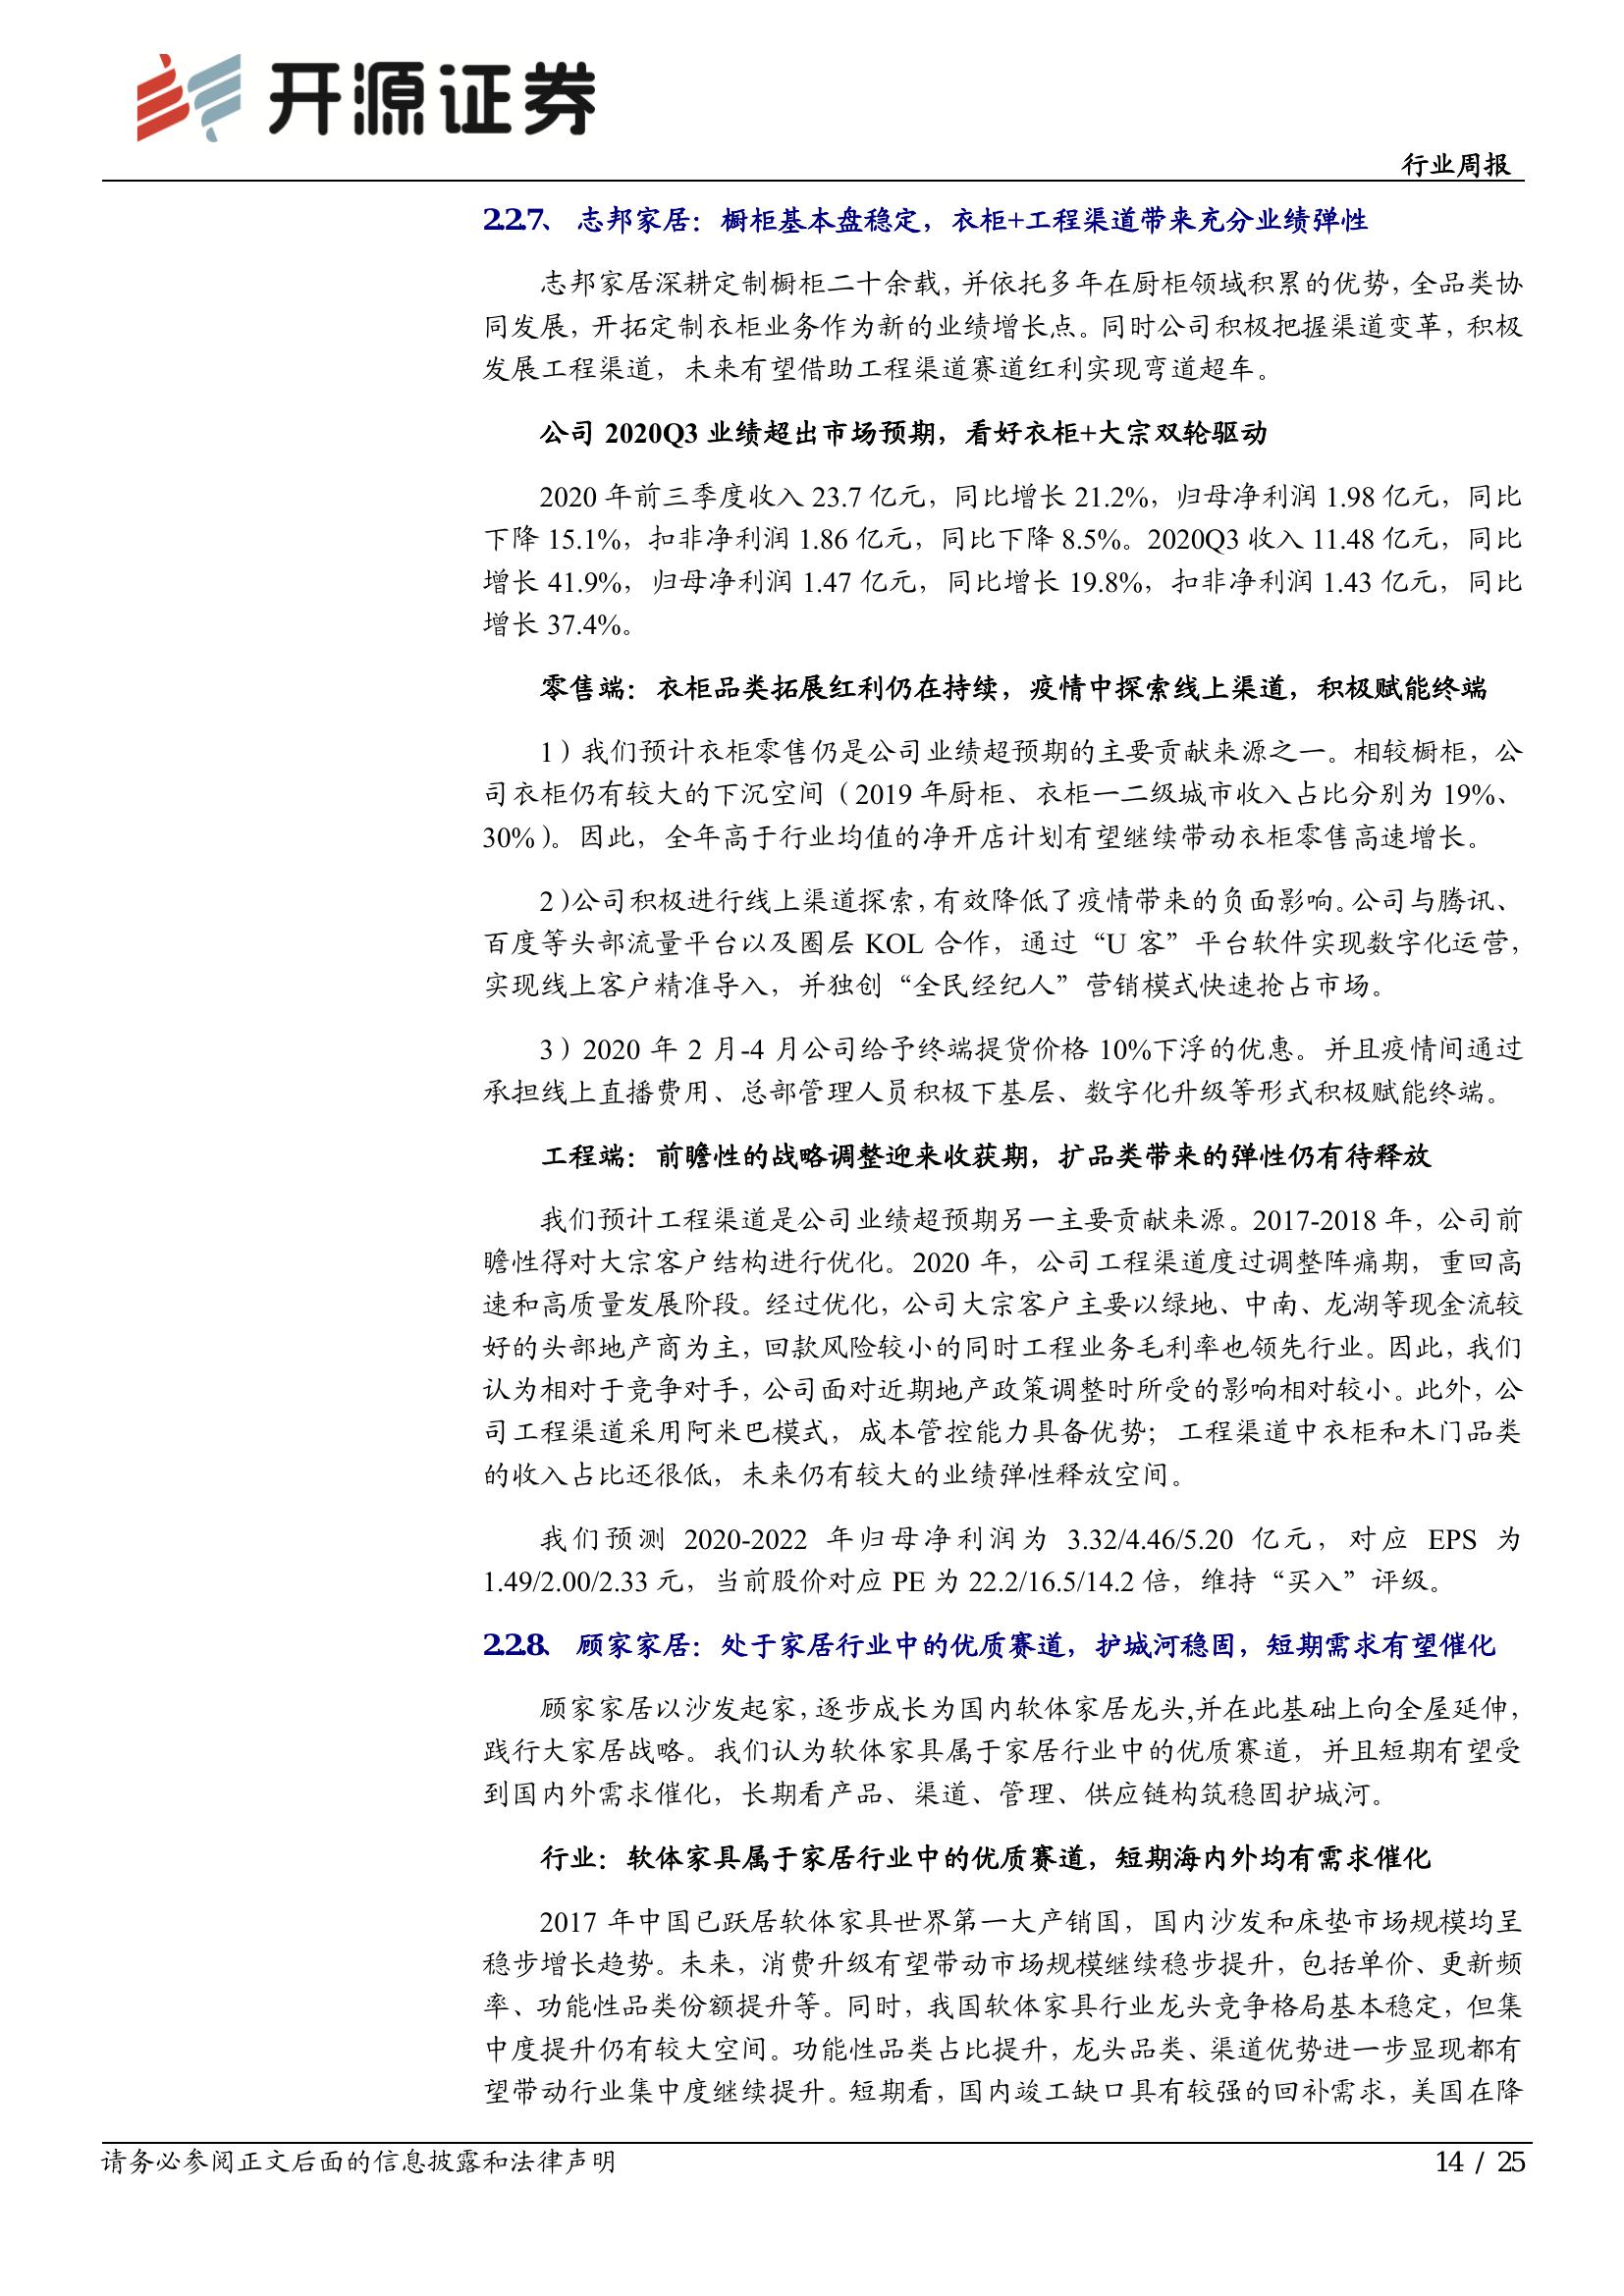 开源证券
行业周报
2.2.7、 志邦家居：橱柜基本盘稳定，衣柜+工程渠道带来充分业绩弹性
志邦家居深耕定制橱柜二十余载，并依托多年在厨柜领域积累的优势，全品类协
同发展，开拓定制衣柜业务作为新的业绩增长点。同时公司积极把握渠道变革，积极
发展工程渠道，未来有望借助工程渠道赛道红利实现弯道超车。
公司 2020Q3 业绩超出市场预期，看好衣柜+大宗双轮驱动
2020 年前三季度收入 23.7 亿元，同比增长 21.2%，归母净利润 1.98 亿元，同比
下降 15.1%，扣非净利润 1.86 亿元，同比下降 8.5%。2020Q3 收入 11.48 亿元，同比
增长 41.9%，归母净利润 1.47 亿元，同比增长 19.8%，扣非净利润 1.43 亿元，同比
增长 37.4%。
零售端：衣柜品类拓展红利仍在持续，疫情中探索线上渠道，积极赋能终端
1）我们预计衣柜零售仍是公司业绩超预期的主要贡献来源之一。相较橱柜，公
司衣柜仍有较大的下沉空间（2019 年厨柜、衣柜一二级城市收入占比分别为 19%、
30%）。因此，全年高于行业均值的净开店计划有望继续带动衣柜零售高速增长。
2）公司积极进行线上渠道探索，有效降低了疫情带来的负面影响。公司与腾讯、
百度等头部流量平台以及圈层 KOL 合作，通过“U 客”平台软件实现数字化运营，
实现线上客户精准导入，并独创“全民经纪人”营销模式快速抢占市场。
3）2020 年 2 月-4 月公司给予终端提货价格 10%下浮的优惠。并且疫情间通过
承担线上直播费用、总部管理人员积极下基层、数字化升级等形式积极赋能终端。
工程端：前瞻性的战略调整迎来收获期，扩品类带来的弹性仍有待释放
我们预计工程渠道是公司业绩超预期另一主要贡献来源。2017-2018 年，公司前
瞻性得对大宗客户结构进行优化。2020 年，公司工程渠道度过调整阵痛期，重回高
速和高质量发展阶段。经过优化，公司大宗客户主要以绿地、中南、龙湖等现金流较
好的头部地产商为主，回款风险较小的同时工程业务毛利率也领先行业。因此，我们
认为相对于竞争对手，公司面对近期地产政策调整时所受的影响相对较小。此外，公
司工程渠道采用阿米巴模式，成本管控能力具备优势；工程渠道中衣柜和木门品类
的收入占比还很低，未来仍有较大的业绩弹性释放空间。
我们预测 2020-2022 年归母净利润为 3.32/4.46/5.20 亿元，对应 EPS 为
1.49/2.00/2.33 元，当前股价对应 PE 为 22.2/16.5/14.2 倍，维持“买入”评级。
2.2.8、 顾家家居：处于家居行业中的优质赛道，护城河稳固，短期需求有望催化
顾家家居以沙发起家，逐步成长为国内软体家居龙头,并在此基础上向全屋延伸，
践行大家居战略。我们认为软体家具属于家居行业中的优质赛道，并且短期有望受
到国内外需求催化，长期看产品、渠道、管理、供应链构筑稳固护城河。
行业：软体家具属于家居行业中的优质赛道，短期海内外均有需求催化
2017 年中国已跃居软体家具世界第一大产销国，国内沙发和床垫市场规模均呈
稳步增长趋势。未来，消费升级有望带动市场规模继续稳步提升，包括单价、更新频
率、功能性品类份额提升等。同时，我国软体家具行业龙头竞争格局基本稳定，但集
中度提升仍有较大空间。功能性品类占比提升，龙头品类、渠道优势进一步显现都有
望带动行业集中度继续提升。短期看，国内竣工缺口具有较强的回补需求，美国在降
请务必参阅正文后面的信息披露和法律声明
14 / 25